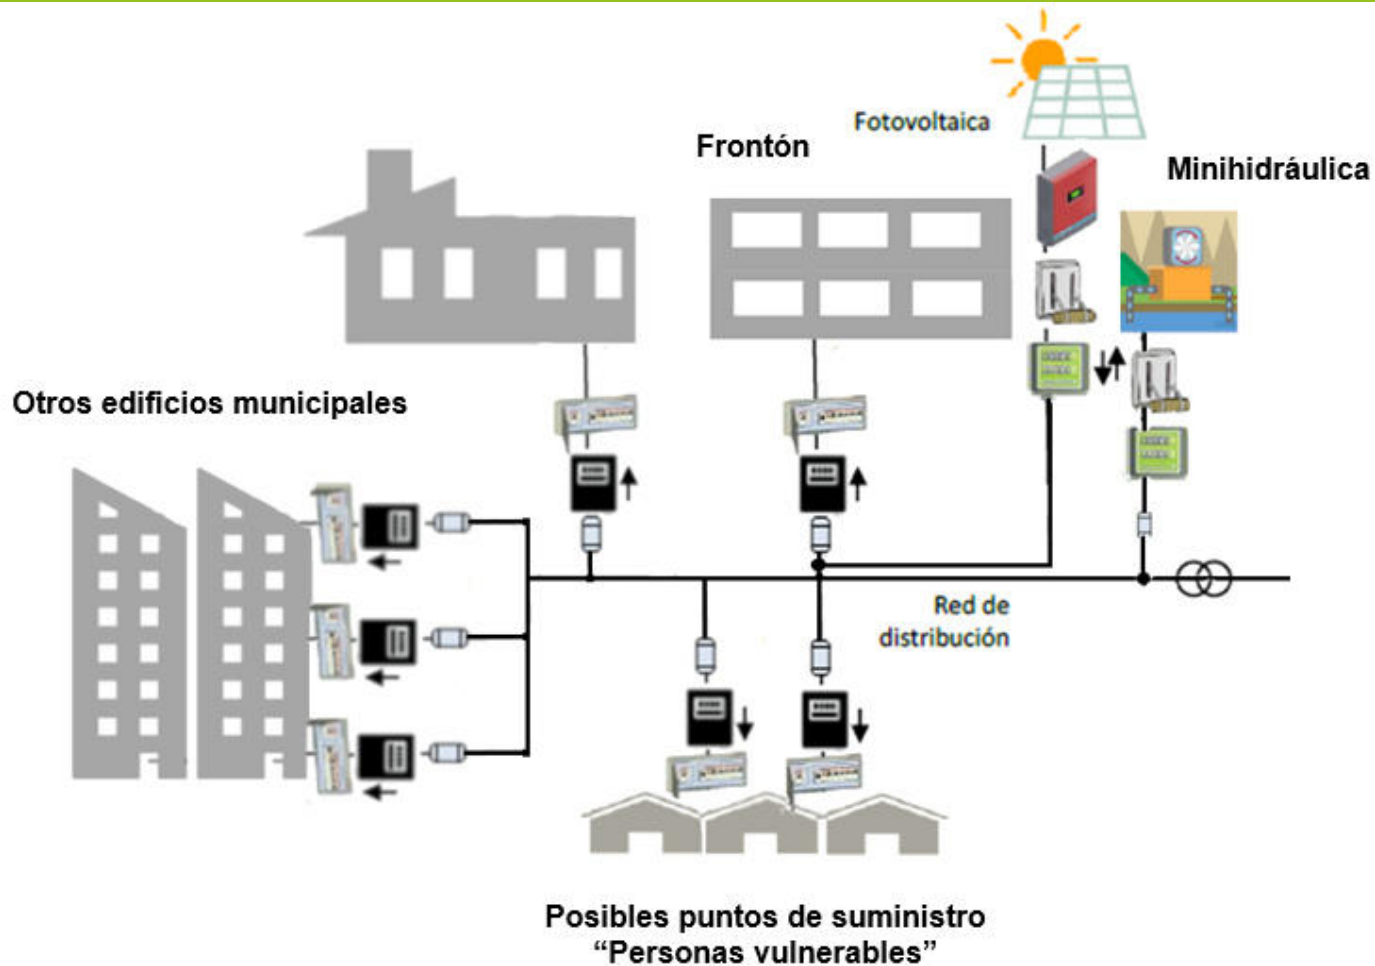 Fotovoltaica
Frontón
Minihidráulica
Otros edificios municipales
Red de
distribución
Posibles puntos de suministro
“Personas vulnerables”